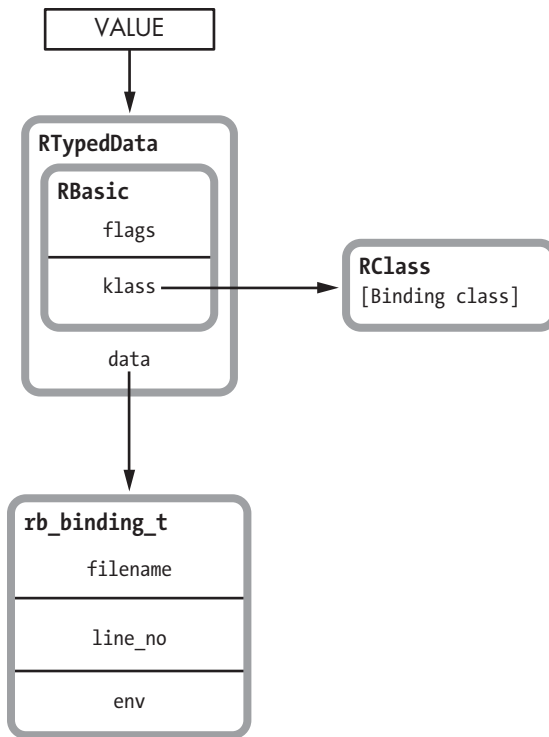 VALUE
RTypedData
RBasic
flags
klass
RClass
[Binding class]
data
rb_binding_t
filename
line_no
env